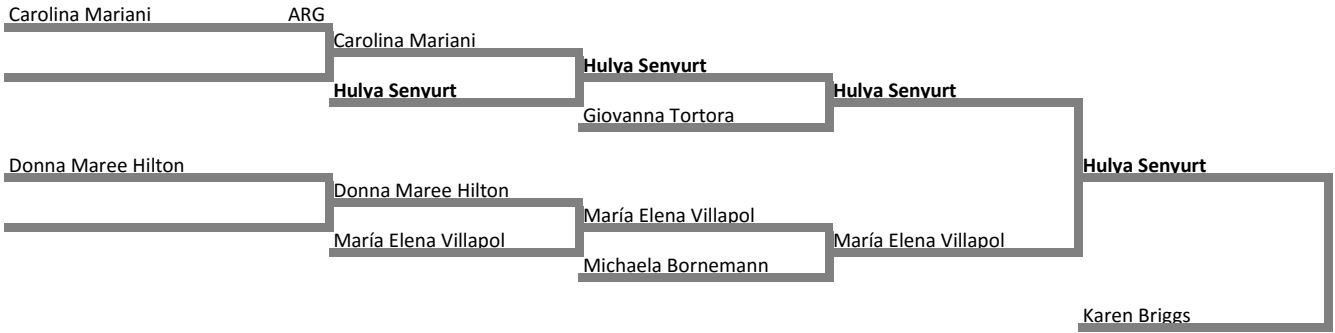 Carolina Mariani ARG
Carolina Mariani
Hulya Senyurt
Hulya Senyurt
Hulya Senyurt
Giovanna Tortora
Donna Maree Hilton
Hulya Senyurt
Donna Maree Hilton
María Elena Villapol
María Elena Villapol
María Elena Villapol
Michaela Bornemann
Karen Briggs